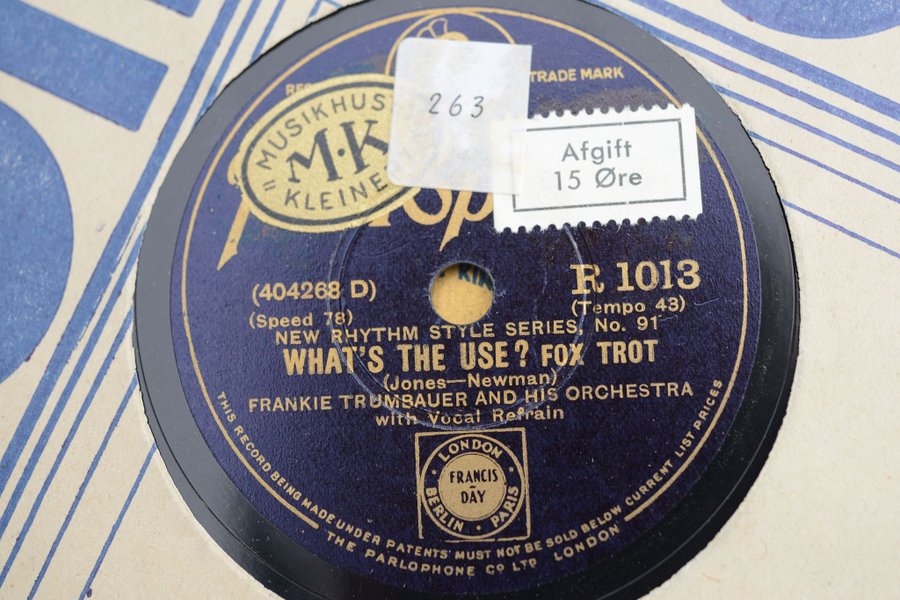 TRADE MARK
263
MUSIKHUS
M·K
KLEINE
Afgift
15 Øre
(404268 D)
R 1013
(Speed 78)
(Tempo 43)
NEW RHYTHM STYLE SERIES, No. 91
WHAT'S THE USE? FOX TROT
(Jones—Newman)
FRANKIE TRUMBAUER AND HIS ORCHESTRA
with Vocal Refrain
LONDON
FRANCIS
DAY
BERLIN · PARIS
THIS RECORD BEING MADE UNDER PATENTS MUST NOT BE SOLD BELOW CURRENT LIST PRICES
THE PARLOPHONE CO LTD LONDON